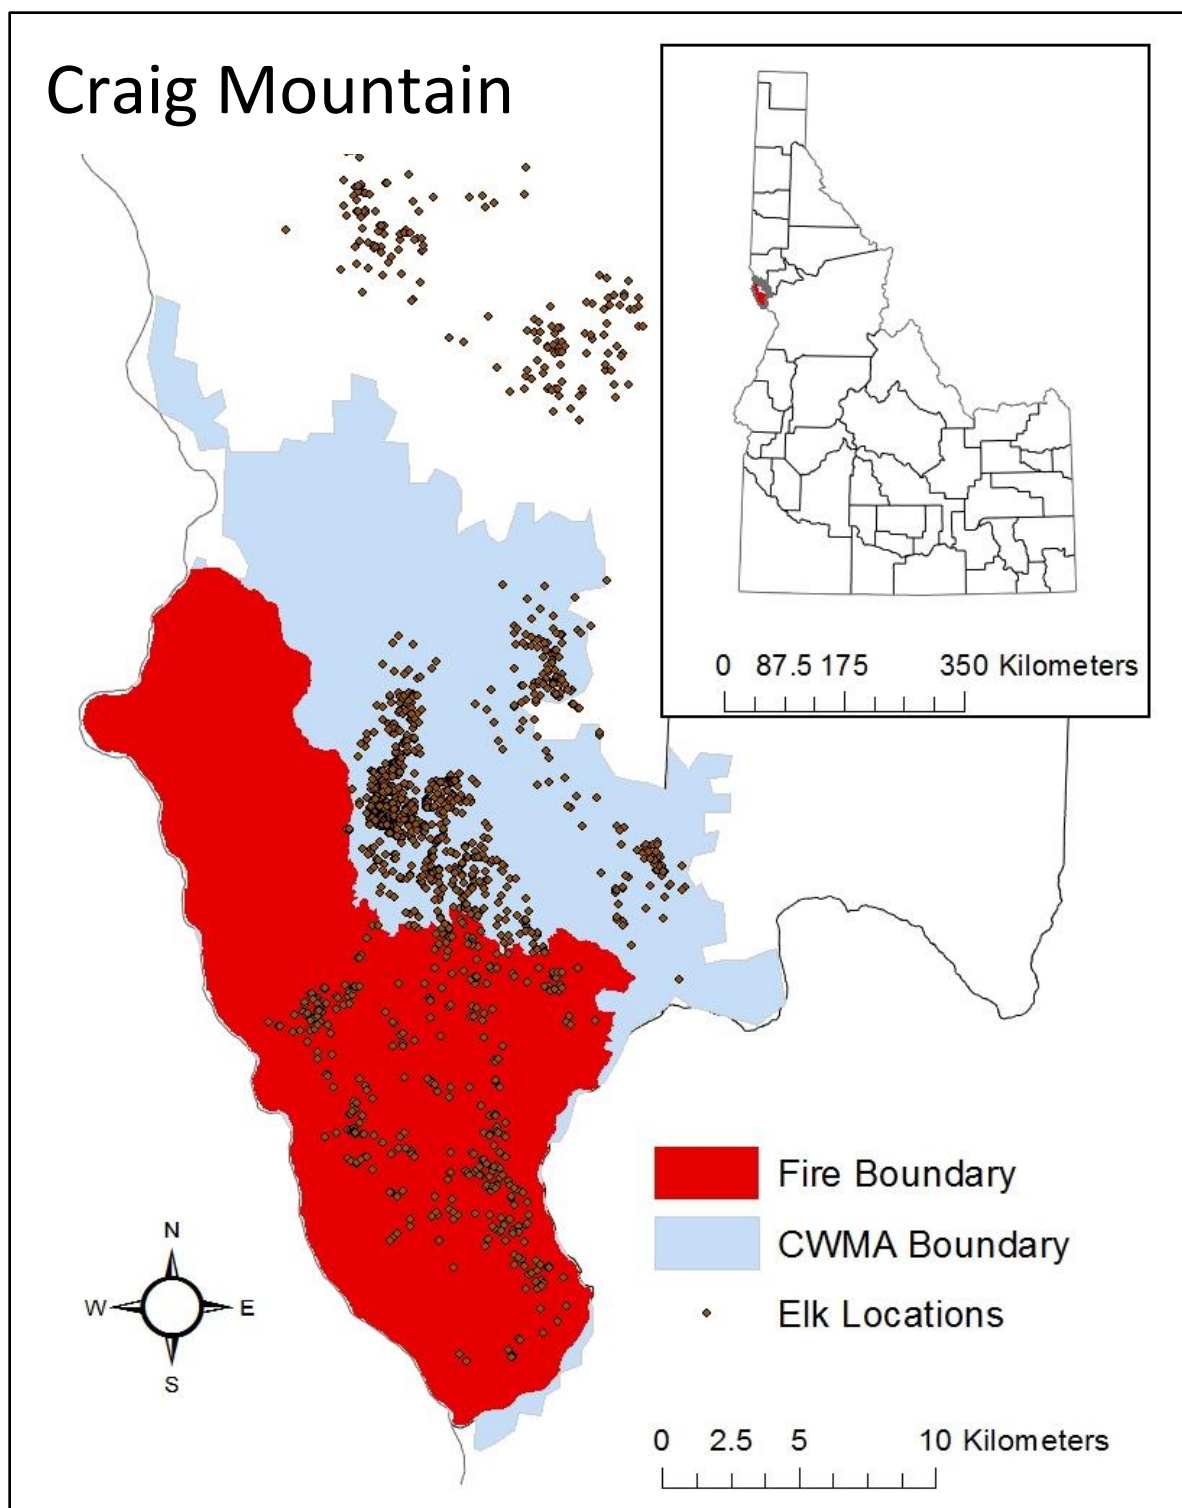 Craig Mountain
0 87.5 175 350 Kilometers
Fire Boundary
CWMA Boundary
Elk Locations
N
W E
S
0 2.5 5 10 Kilometers